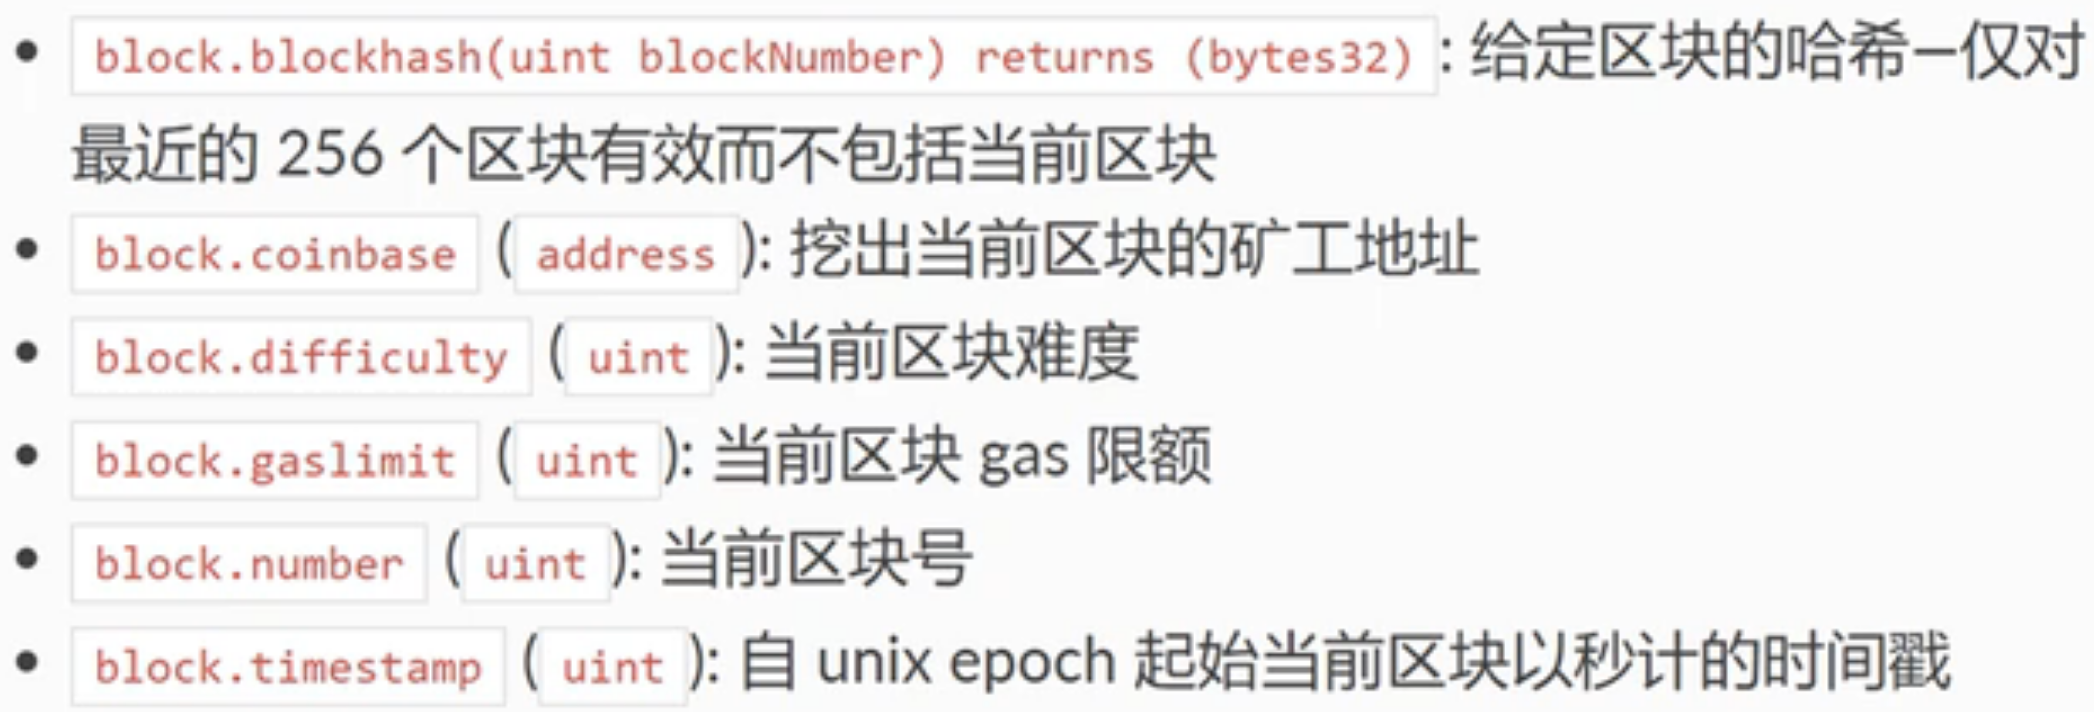 • block.blockhash(uint blockNumber) returns (bytes32) : 给定区块的哈希—仅对
最近的 256 个区块有效而不包括当前区块
• block.coinbase ( address ): 挖出当前区块的矿工地址
• block.difficulty ( uint ): 当前区块难度
• block.gaslimit ( uint ): 当前区块 gas 限额
• block.number ( uint ): 当前区块号
• block.timestamp ( uint ): 自 unix epoch 起始当前区块以秒计的时间戳